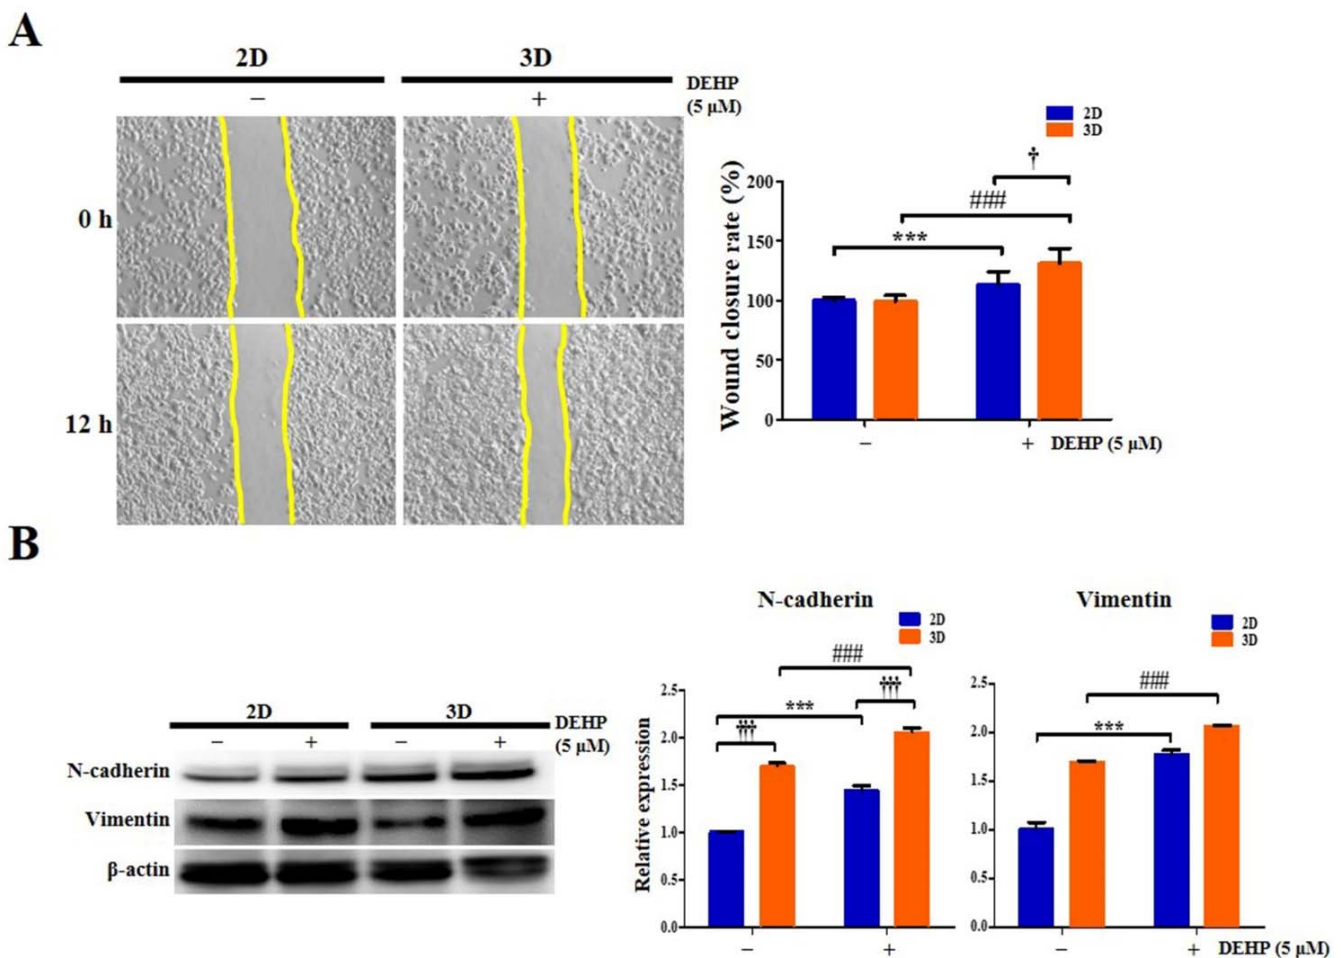 A
2D 3D
DEHP
(5 μM)
− +
0 h
12 h
2D
3D
†
###
***
Wound closure rate (%)
200
150
100
50
0
− + DEHP (5 μM)
B
2D 3D
DEHP
(5 μM)
− + − +
N-cadherin
Vimentin
β-actin
N-cadherin
2D
3D
###
†††
***
†††
Relative expression
2.5
2.0
1.5
1.0
0.5
0.0
− +
Vimentin
2D
3D
###
***
2.5
2.0
1.5
1.0
0.5
0.0
− + DEHP (5 μM)